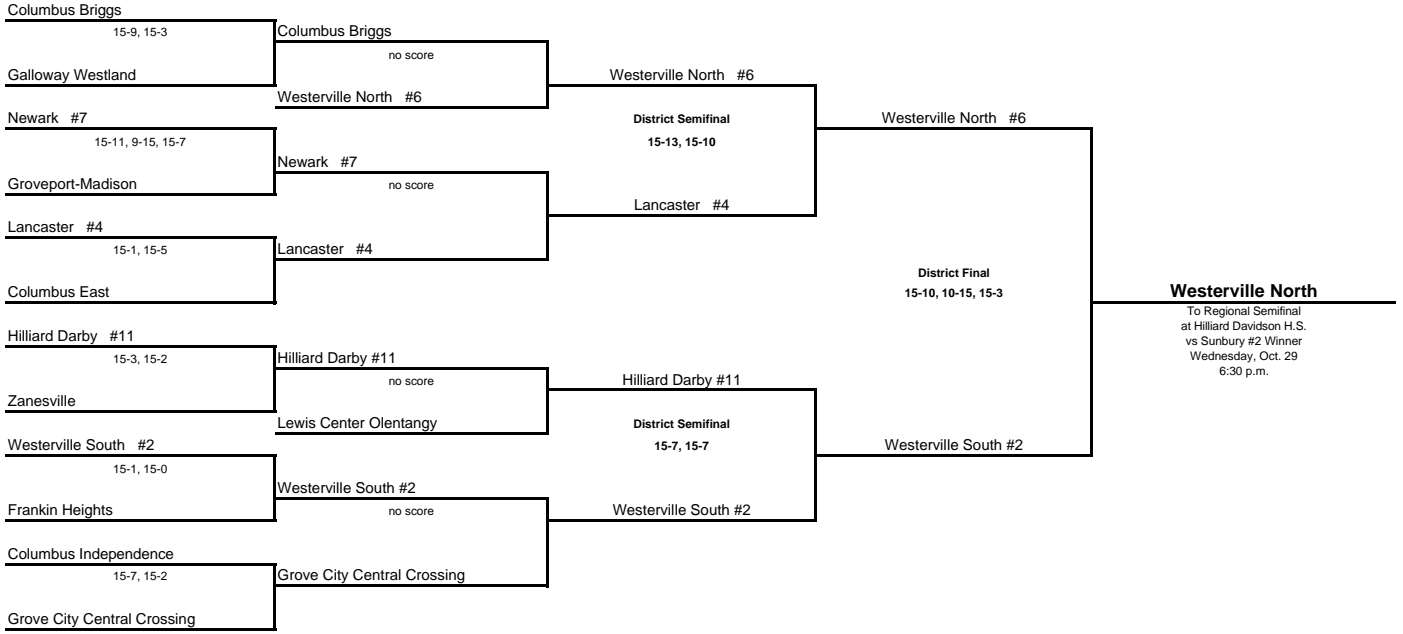 Columbus Briggs
15-9, 15-3
Galloway Westland
Newark #7
15-11, 9-15, 15-7
Groveport-Madison
Lancaster #4
15-1, 15-5
Columbus East
Hilliard Darby #11
15-3, 15-2
Zanesville
Westerville South #2
15-1, 15-0
Frankin Heights
Columbus Independence
15-7, 15-2
Grove City Central Crossing
Columbus Briggs
no score
Westerville North #6
Newark #7
no score
Lancaster #4
Hilliard Darby #11
no score
Lewis Center Olentangy
Westerville South #2
no score
Grove City Central Crossing
Westerville North #6
District Semifinal
15-13, 15-10
Lancaster #4
Hilliard Darby #11
District Semifinal
15-7, 15-7
Westerville South #2
Westerville North #6
District Final
15-10, 10-15, 15-3
Westerville South #2
Westerville North
To Regional Semifinal
at Hilliard Davidson H.S.
vs Sunbury #2 Winner
Wednesday, Oct. 29
6:30 p.m.